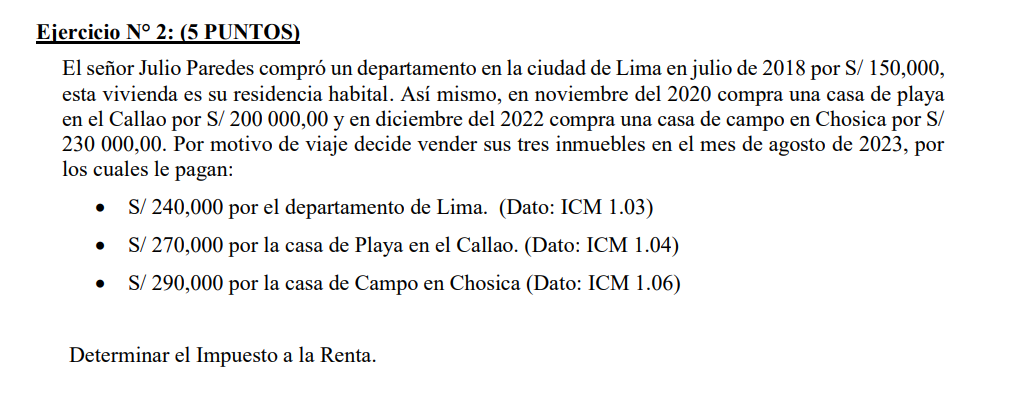 Ejercicio Nº 2: (5 PUNTOS)
El señor Julio Paredes compró un departamento en la ciudad de Lima en julio de 2018 por S/ 150,000,
esta vivienda es su residencia habital. Así mismo, en noviembre del 2020 compra una casa de playa
en el Callao por S/ 200 000,00 y en diciembre del 2022 compra una casa de campo en Chosica por S/
230 000,00. Por motivo de viaje decide vender sus tres inmuebles en el mes de agosto de 2023, por
los cuales le pagan:
• S/ 240,000 por el departamento de Lima. (Dato: ICM 1.03)
• S/ 270,000 por la casa de Playa en el Callao. (Dato: ICM 1.04)
• S/ 290,000 por la casa de Campo en Chosica (Dato: ICM 1.06)
Determinar el Impuesto a la Renta.